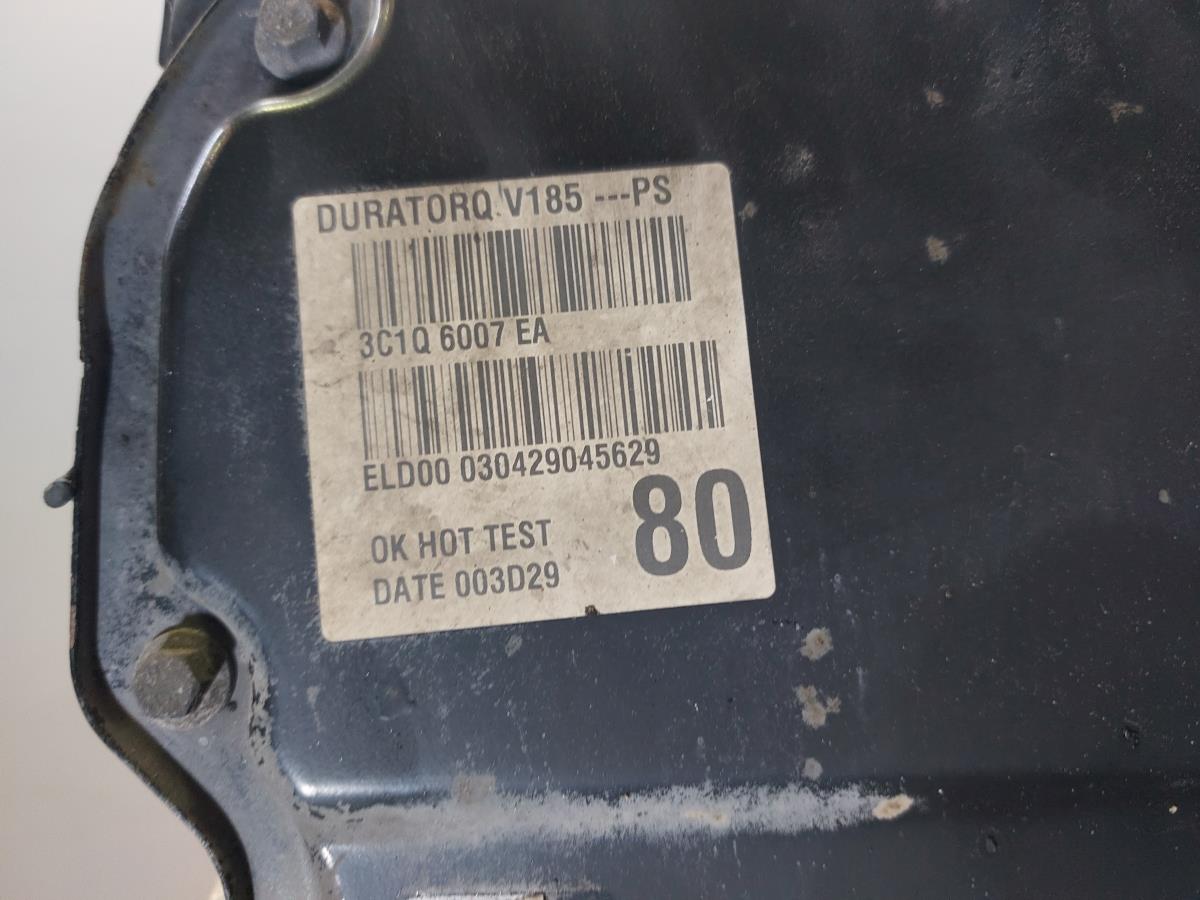 DURATORQ V185 ---PS
3C1Q 6007 EA
ELD00 030429045629
80
OK HOT TEST
DATE 003D29